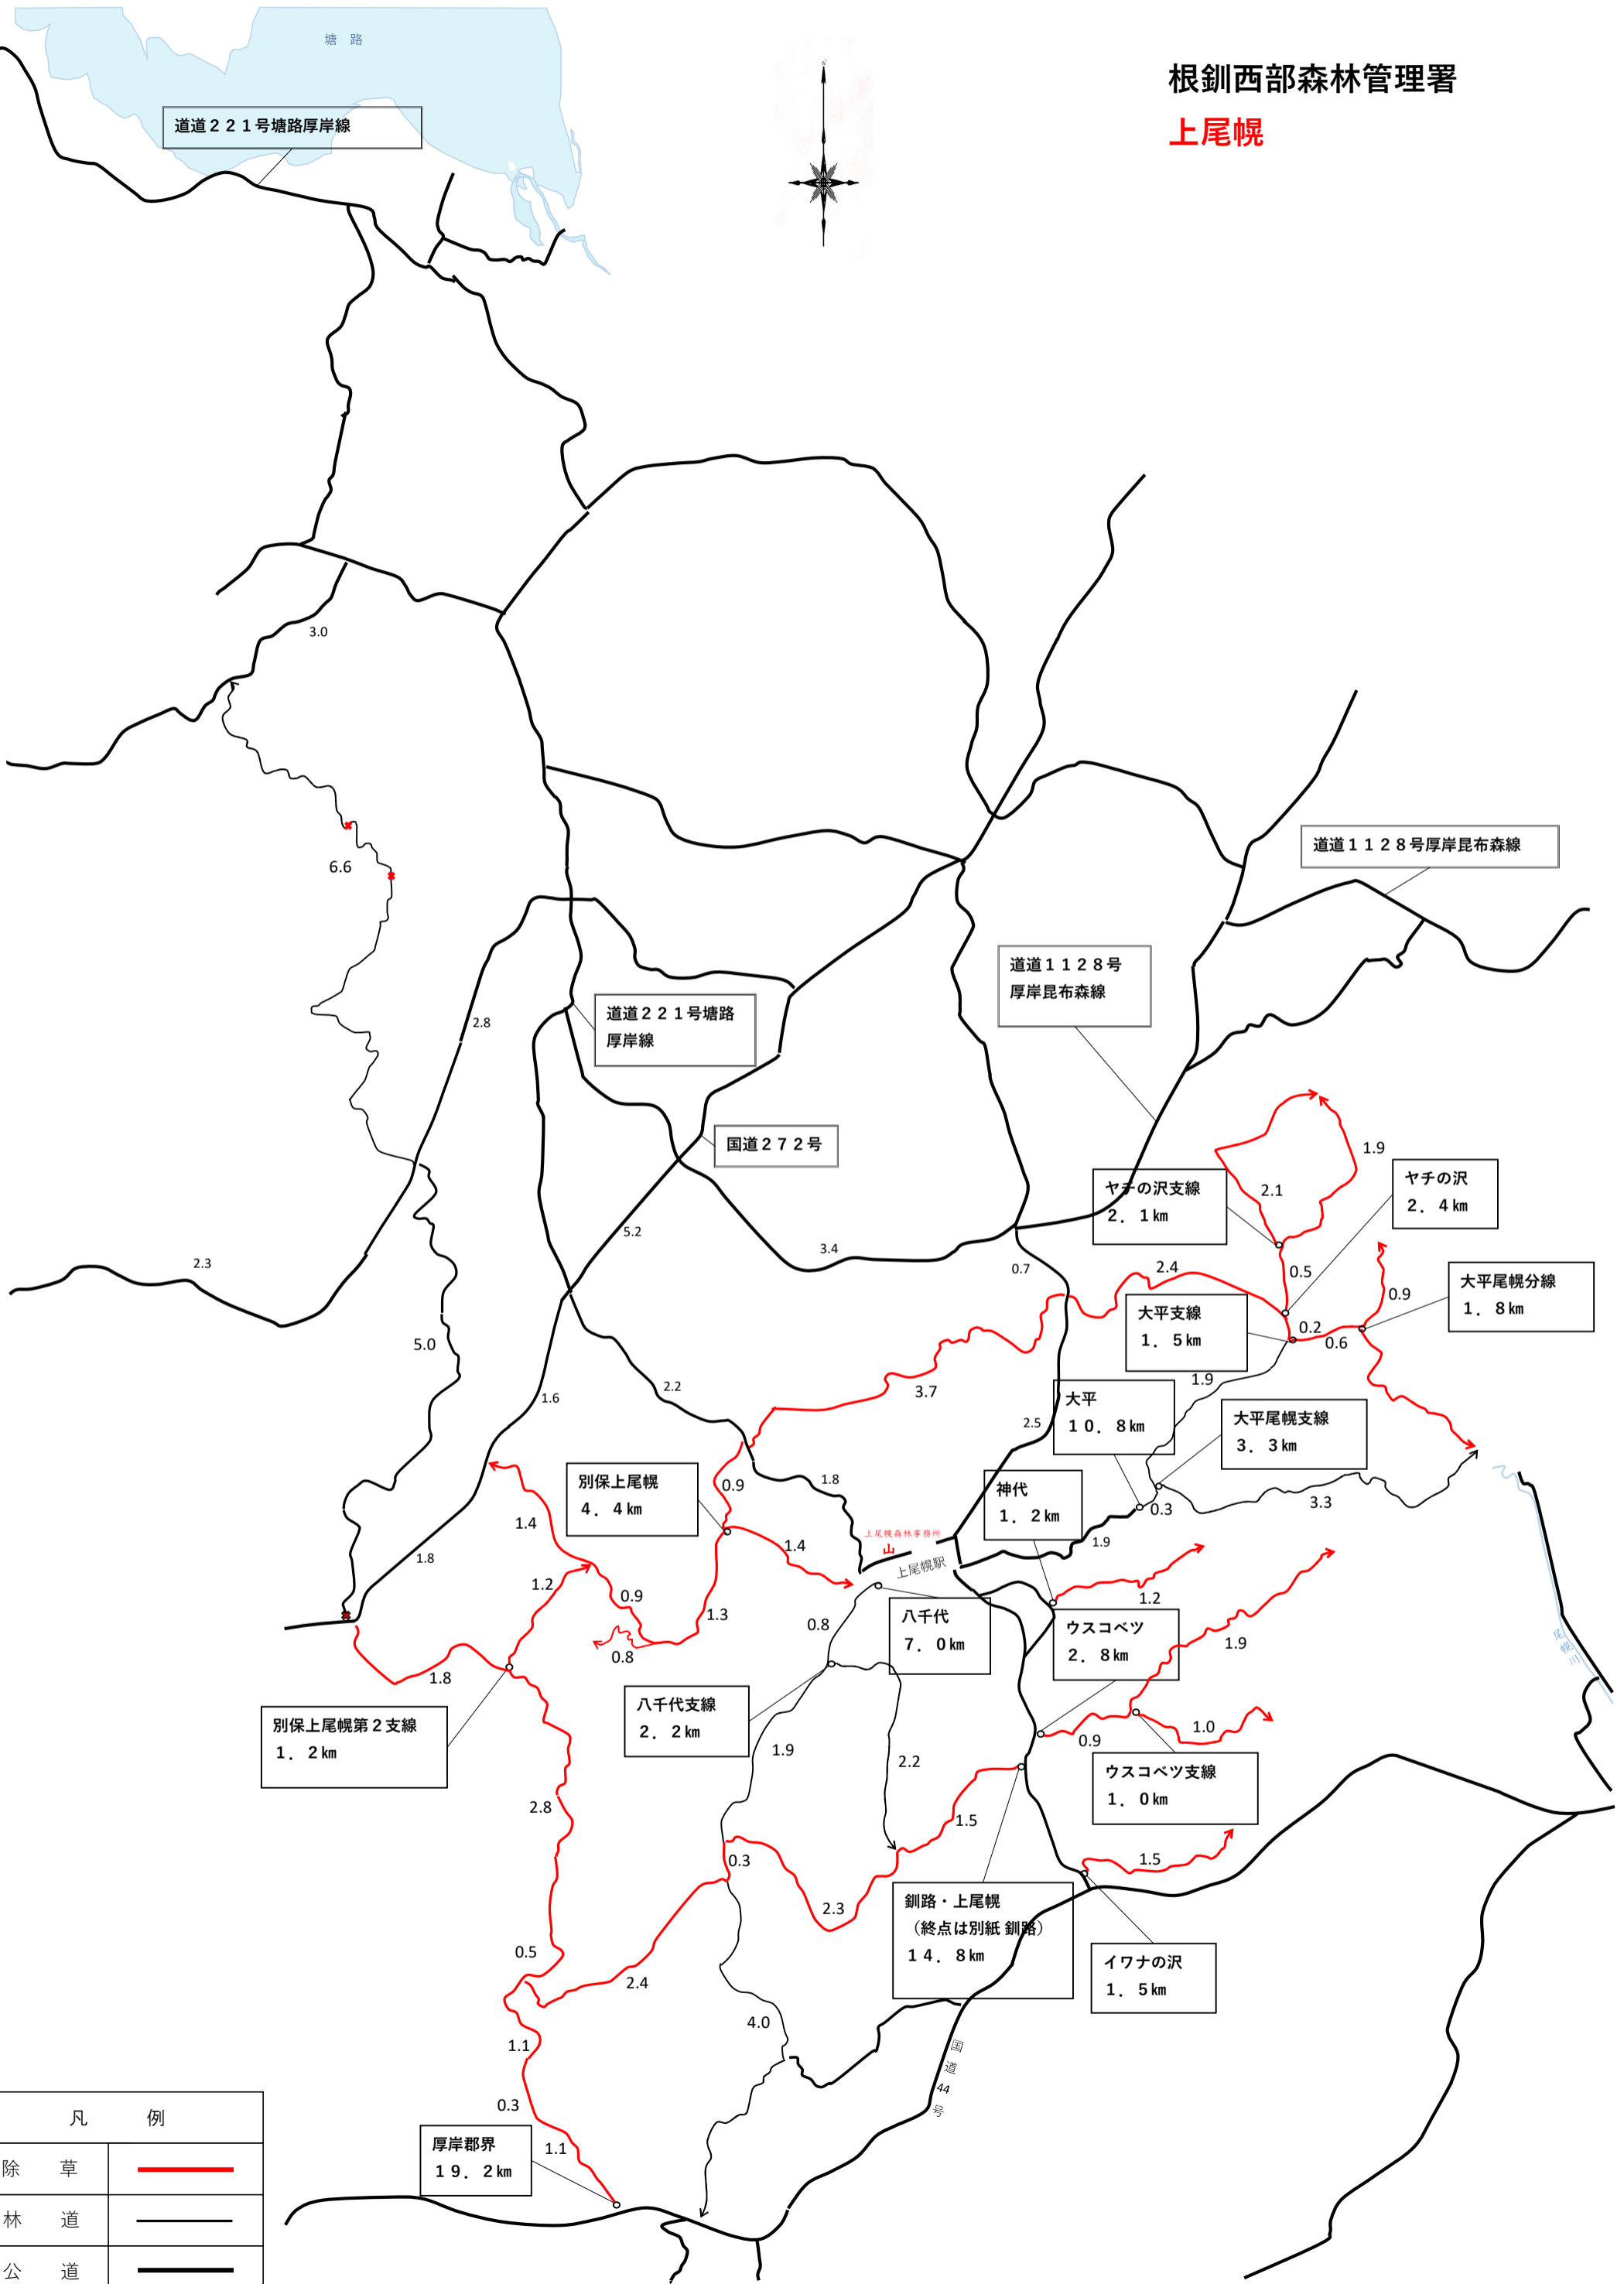 塘　路
根釧西部森林管理署
上尾幌
道道２２１号塘路厚岸線
3.0
6.6
道道１１２８号厚岸昆布森線
道道１１２８号
厚岸昆布森線
道道２２１号塘路
厚岸線
2.8
国道２７２号
1.9
ヤチの沢支線
２．１㎞
2.1
ヤチの沢
２．４㎞
5.2
3.4
2.3
0.7
2.4
0.5
0.9
大平尾幌分線
１．８㎞
大平支線
１．５㎞
0.2
0.6
5.0
1.6
2.2
3.7
1.9
大平
１０．８㎞
2.5
大平尾幌支線
３．３㎞
別保上尾幌
４．４㎞
0.9
1.8
神代
１．２㎞
0.3
3.3
1.4
上尾幌森林事務所
山
上尾幌駅
1.4
1.9
1.8
1.2
0.9
1.3
0.8
0.8
八千代
７．０㎞
1.2
ウスコベツ
２．８㎞
1.9
尾幌川
1.8
別保上尾幌第２支線
１．２㎞
八千代支線
２．２㎞
1.9
2.2
0.9
1.0
ウスコベツ支線
１．０㎞
2.8
1.5
0.3
1.5
2.3
釧路・上尾幌
（終点は別紙 釧路）
１４．８㎞
イワナの沢
１．５㎞
0.5
2.4
4.0
1.1
国道44号
0.3
1.1
厚岸郡界
１９．２㎞
凡　例
除　草
林　道
公　道